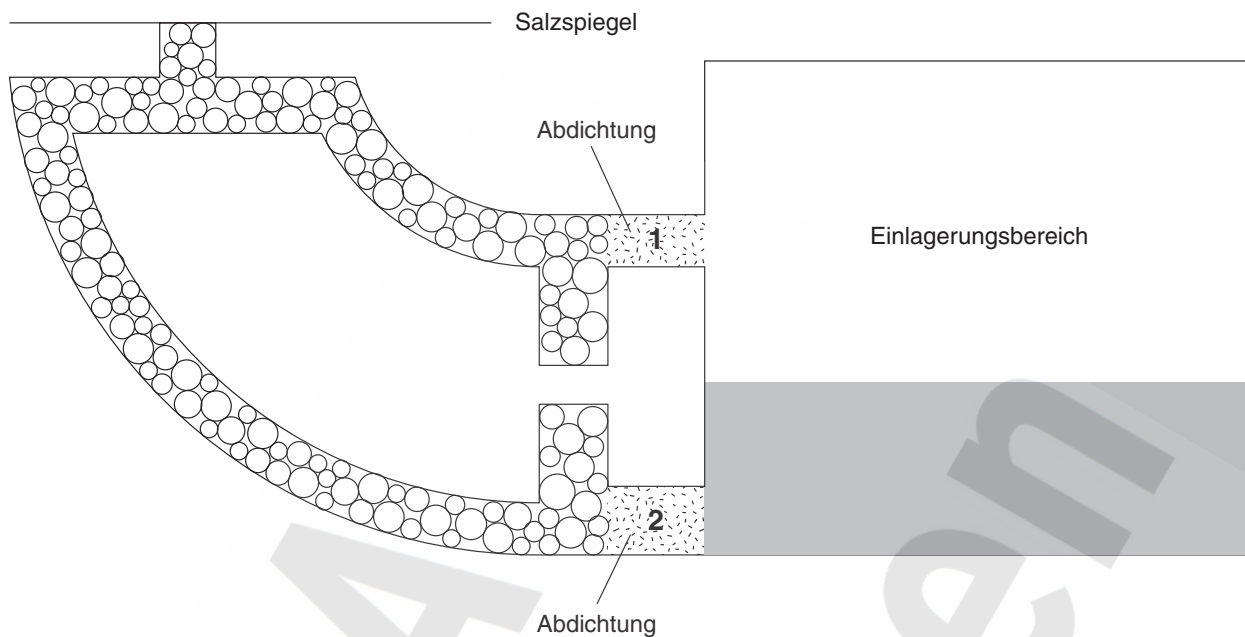 Salzspiegel
Abdichtung
1
Einlagerungsbereich
2
Abdichtung